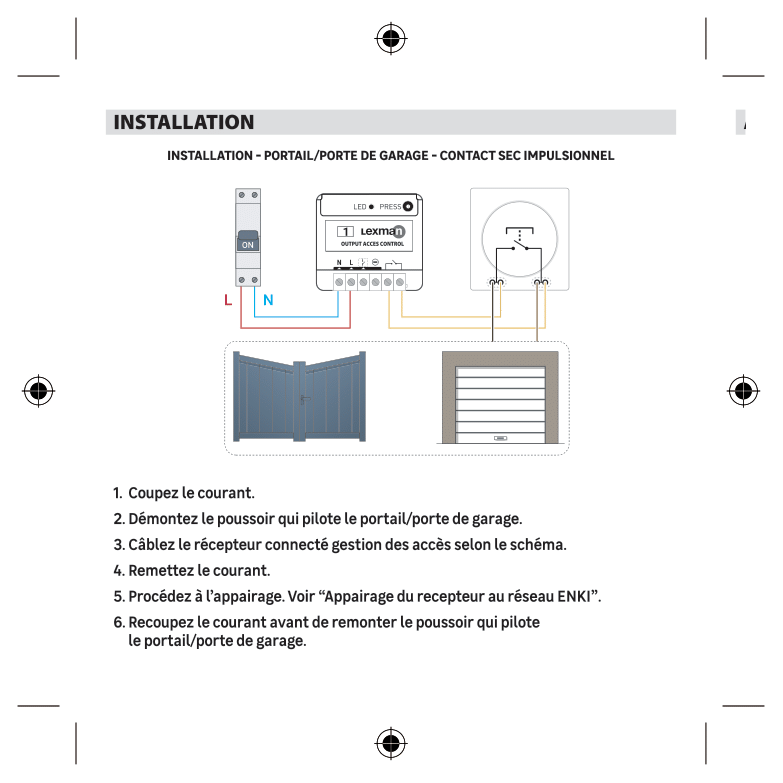 INSTALLATION
INSTALLATION - PORTAIL/PORTE DE GARAGE - CONTACT SEC IMPULSIONNEL
LED PRESS
1 Lexman
OUTPUT ACCES CONTROL
ON
N L
L N
1. Coupez le courant.
2. Démontez le poussoir qui pilote le portail/porte de garage.
3. Câblez le récepteur connecté gestion des accès selon le schéma.
4. Remettez le courant.
5. Procédez à l'appairage. Voir “Appairage du recepteur au réseau ENKI”.
6. Recoupez le courant avant de remonter le poussoir qui pilote
le portail/porte de garage.